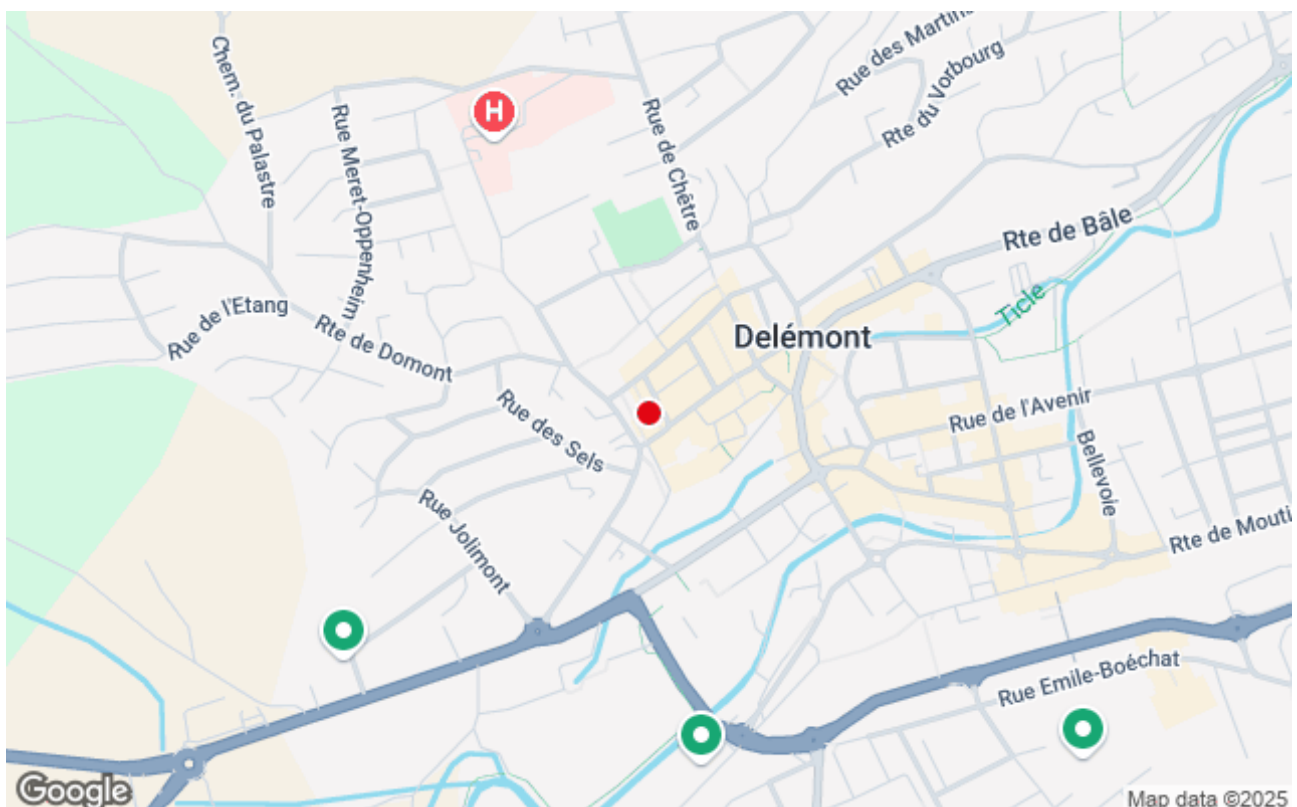 Chem. du Palastre
Rue Meret-Oppenheim
H
Rue de Chêtre
Rue des Martins
Rte du Vorbourg
Rte de Bâle
Ticle
Delémont
Rue de l'Etang
Rte de Domont
Rue des Sels
Rue Jolimont
Rue de l'Avenir
Bellevoie
Rte de Mouti
Rue Emile-Boéchat
Google
Map data ©2025